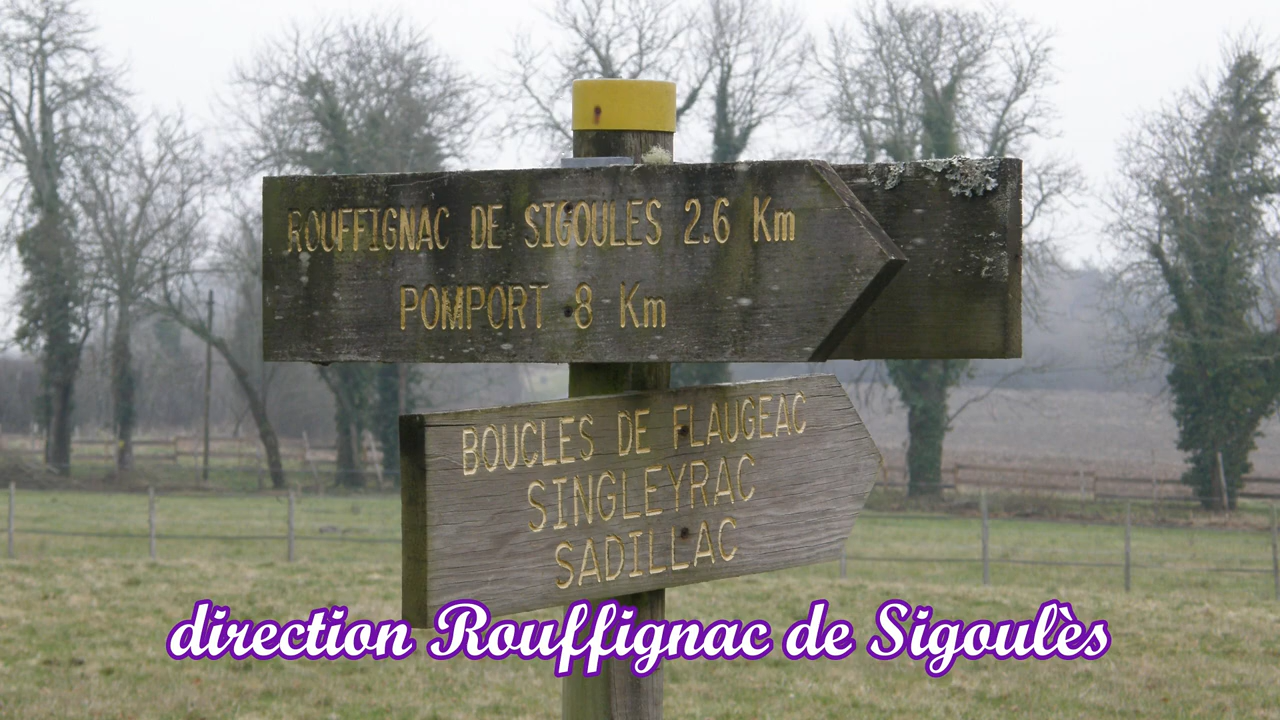 ROUFFIGNAC DE SIGOULES 2.6 Km
POMPORT 8 Km
BOUCLES DE FLAUGEAC
SINGLEYRAC
SADILLAC
direction Rouffignac de Sigoulès